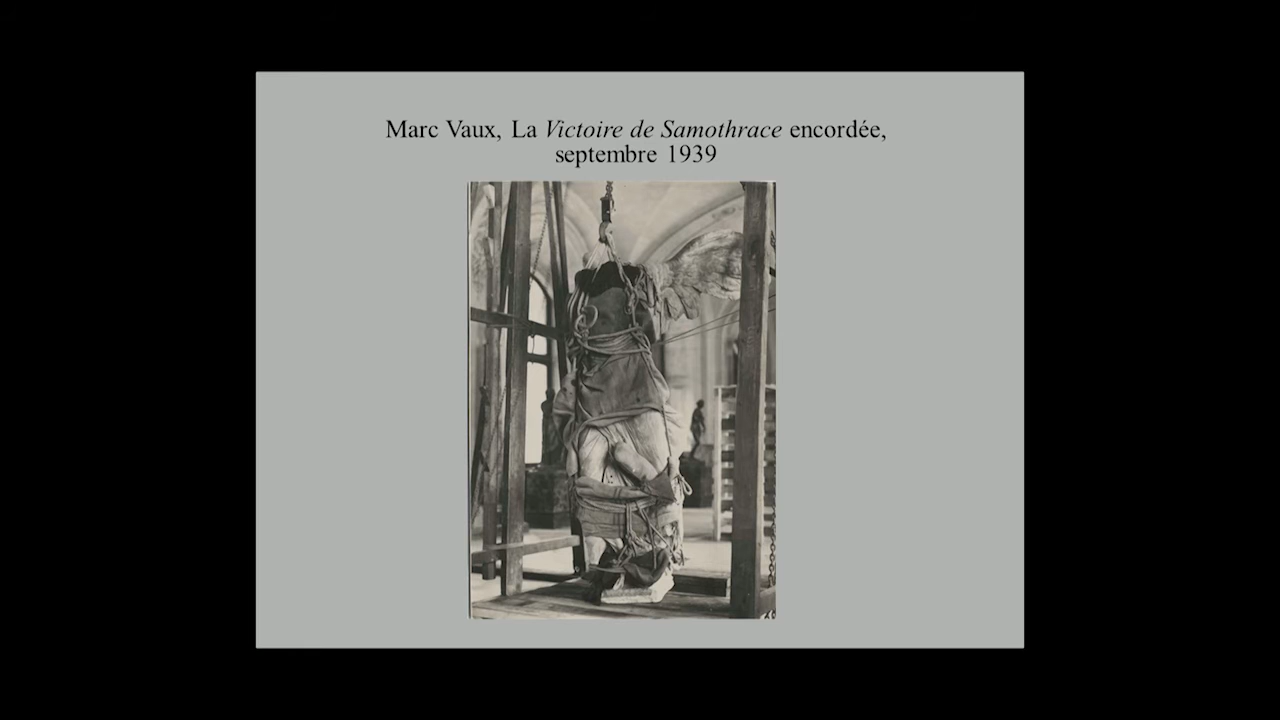 Marc Vaux, La Victoire de Samothrace encordée,
septembre 1939